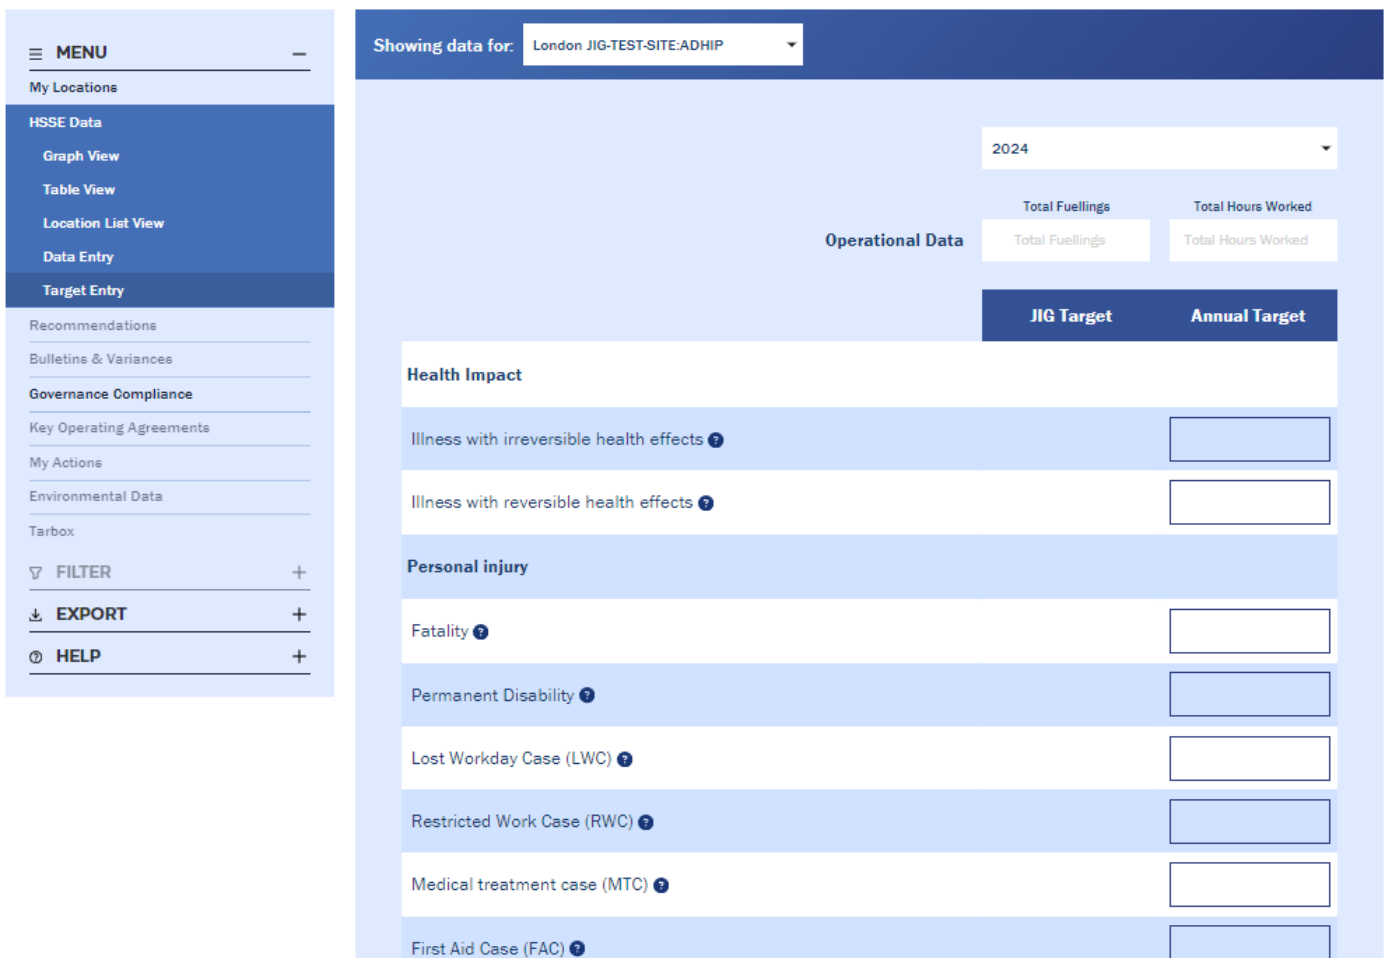 MENU
My Locations
HSSE Data
Graph View
Table View
Location List View
Data Entry
Target Entry
Recommendations
Bulletins & Variances
Governance Compliance
Key Operating Agreements
My Actions
Environmental Data
Tarbox
FILTER
EXPORT
HELP
Showing data for: London JIG-TEST-SITE:ADHIP
2024
Total Fuellings Total Hours Worked
Operational Data Total Fuellings Total Hours Worked
JIG Target Annual Target
Health Impact
Illness with irreversible health effects ?
Illness with reversible health effects ?
Personal injury
Fatality ?
Permanent Disability ?
Lost Workday Case (LWC) ?
Restricted Work Case (RWC) ?
Medical treatment case (MTC) ?
First Aid Case (FAC) ?